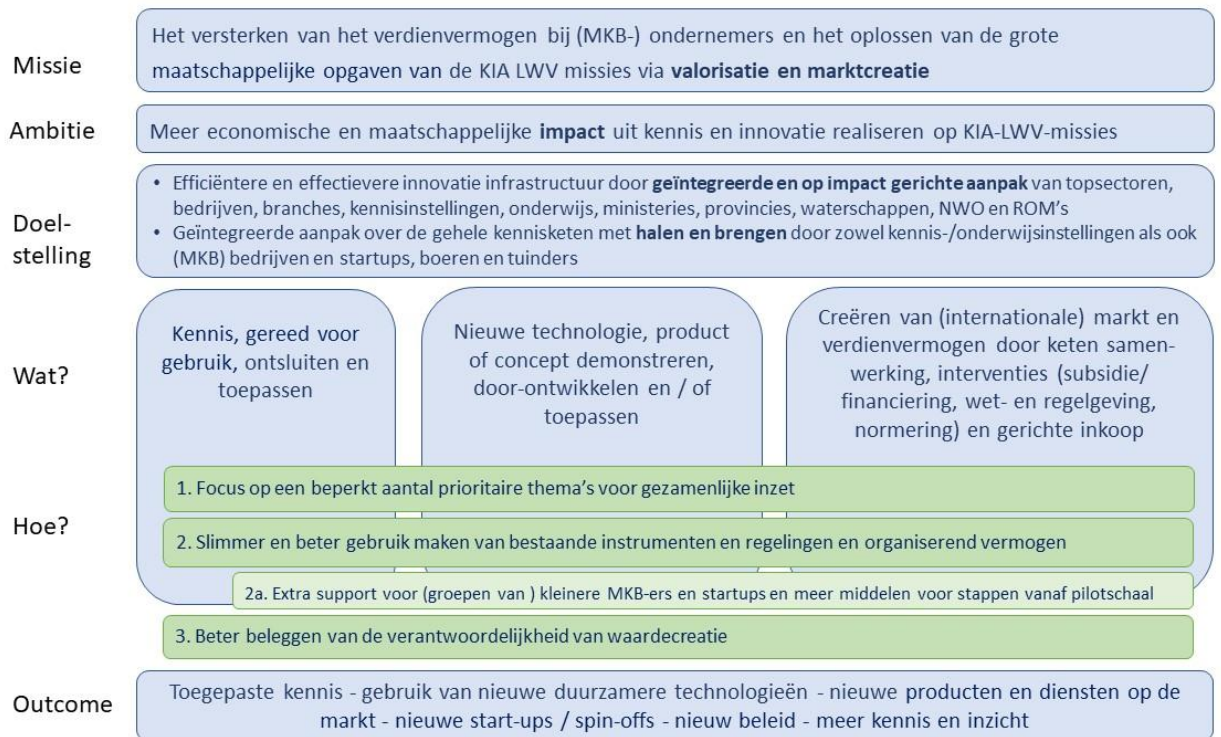 Missie
Het versterken van het verdienvermogen bij (MKB-) ondernemers en het oplossen van de grote
maatschappelijke opgaven van de KIA LWV missies via valorisatie en marktcreatie
Ambitie
Meer economische en maatschappelijke impact uit kennis en innovatie realiseren op KIA-LWV-missies
Doel-
stelling
• Efficiëntere en effectievere innovatie infrastructuur door geïntegreerde en op impact gerichte aanpak van topsectoren,
bedrijven, branches, kennisinstellingen, onderwijs, ministeries, provincies, waterschappen, NWO en ROM's
• Geïntegreerde aanpak over de gehele kennisketen met halen en brengen door zowel kennis-/onderwijsinstellingen als ook
(MKB) bedrijven en startups, boeren en tuinders
Wat?
Kennis, gereed voor
gebruik, ontsluiten en
toepassen
Nieuwe technologie, product
of concept demonstreren,
door-ontwikkelen en / of
toepassen
Creëren van (internationale) markt en
verdienvermogen door keten samen-
werking, interventies (subsidie/
financiering, wet- en regelgeving,
normering) en gerichte inkoop
Hoe?
1. Focus op een beperkt aantal prioritaire thema's voor gezamenlijke inzet
2. Slimmer en beter gebruik maken van bestaande instrumenten en regelingen en organiserend vermogen
2a. Extra support voor (groepen van ) kleinere MKB-ers en startups en meer middelen voor stappen vanaf pilotschaal
3. Beter beleggen van de verantwoordelijkheid van waardecreatie
Outcome
Toegepaste kennis - gebruik van nieuwe duurzamere technologieën - nieuwe producten en diensten op de
markt - nieuwe start-ups / spin-offs - nieuw beleid - meer kennis en inzicht